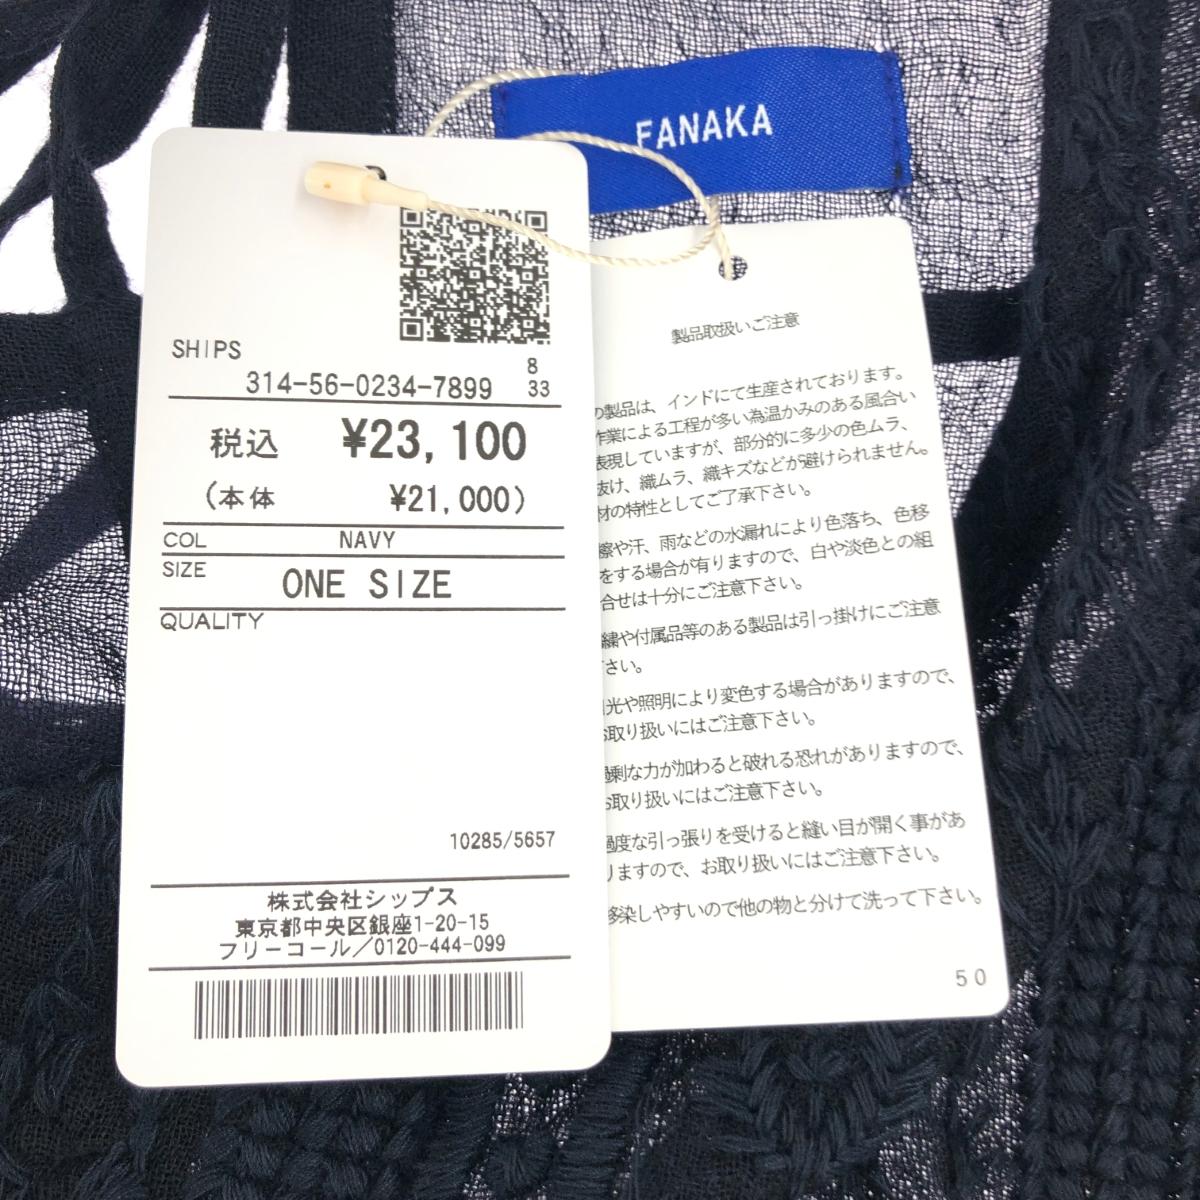 FANAKA
SHIPS
8
314-56-0234-7899
33
税込 ¥23,100
(本体 ¥21,000)
COL NAVY
SIZE ONE SIZE
QUALITY
10285/5657
株式会社シップス
東京都中央区銀座1-20-15
フリーコール/0120-444-099
製品取扱いご注意
の製品は、インドにて生産されております。
作業による工程が多い為温かみのある風合い
表現していますが、部分的に多少の色ムラ、
抜け、織ムラ、織キズなどが避けられません。
材の特性としてご了承下さい。
擦や汗、雨などの水漏れにより色落ち、色移
をする場合が有りますので、白や淡色との組
合せは十分にご注意下さい。
繍や付属品等のある製品は引っ掛けにご注意
さい。
光や照明により変色する場合がありますので、
お取り扱いにはご注意下さい。
過剰な力が加わると破れる恐れがありますので、
お取り扱いにはご注意下さい。
過度な引っ張りを受けると縫い目が開く事があ
りますので、お取り扱いにはご注意下さい。
移染しやすいので他の物と分けて洗って下さい。
50